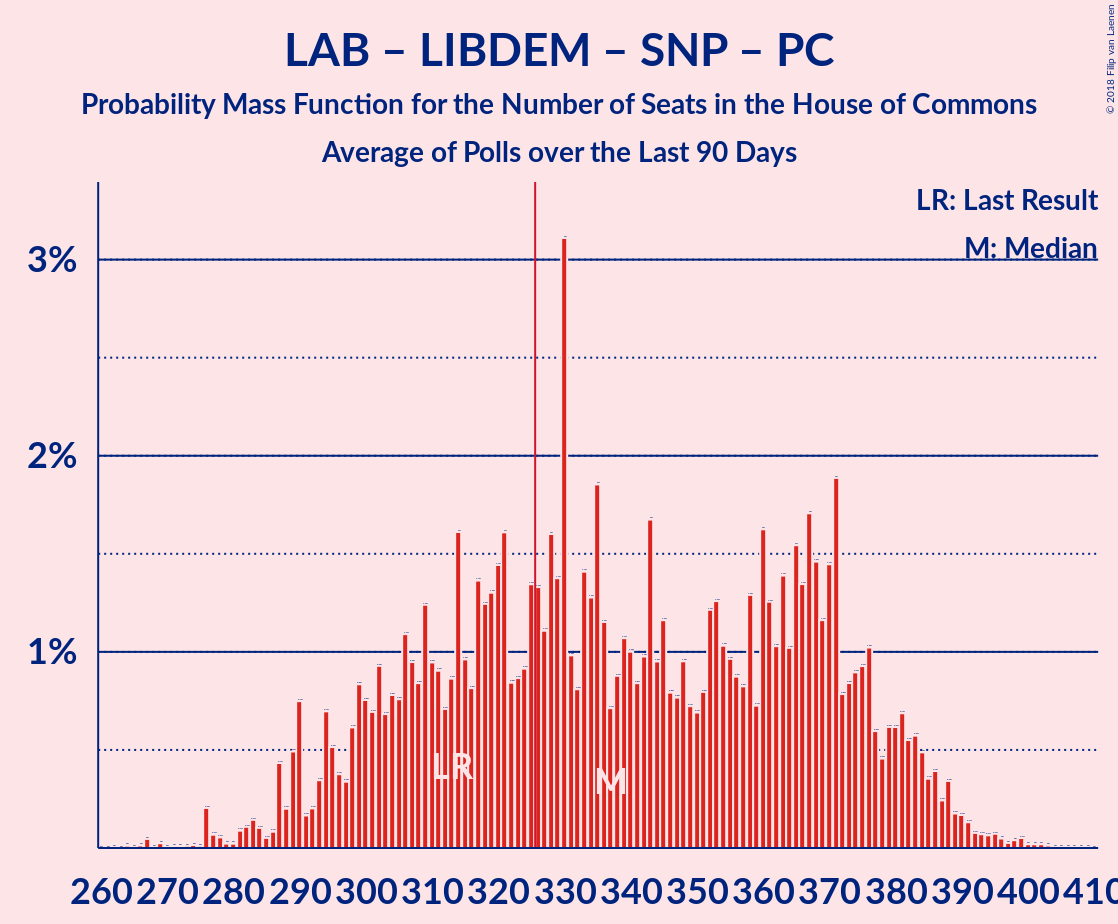 LAB – LIBDEM – SNP – PC
Probability Mass Function for the Number of Seats in the House of Commons
Average of Polls over the Last 90 Days
© 2018 Filip van Laenen
LR: Last Result
M: Median
3%
2%
1%
LR
M
260 270 280 290 300 310 320 330 340 350 360 370 380 390 400 410